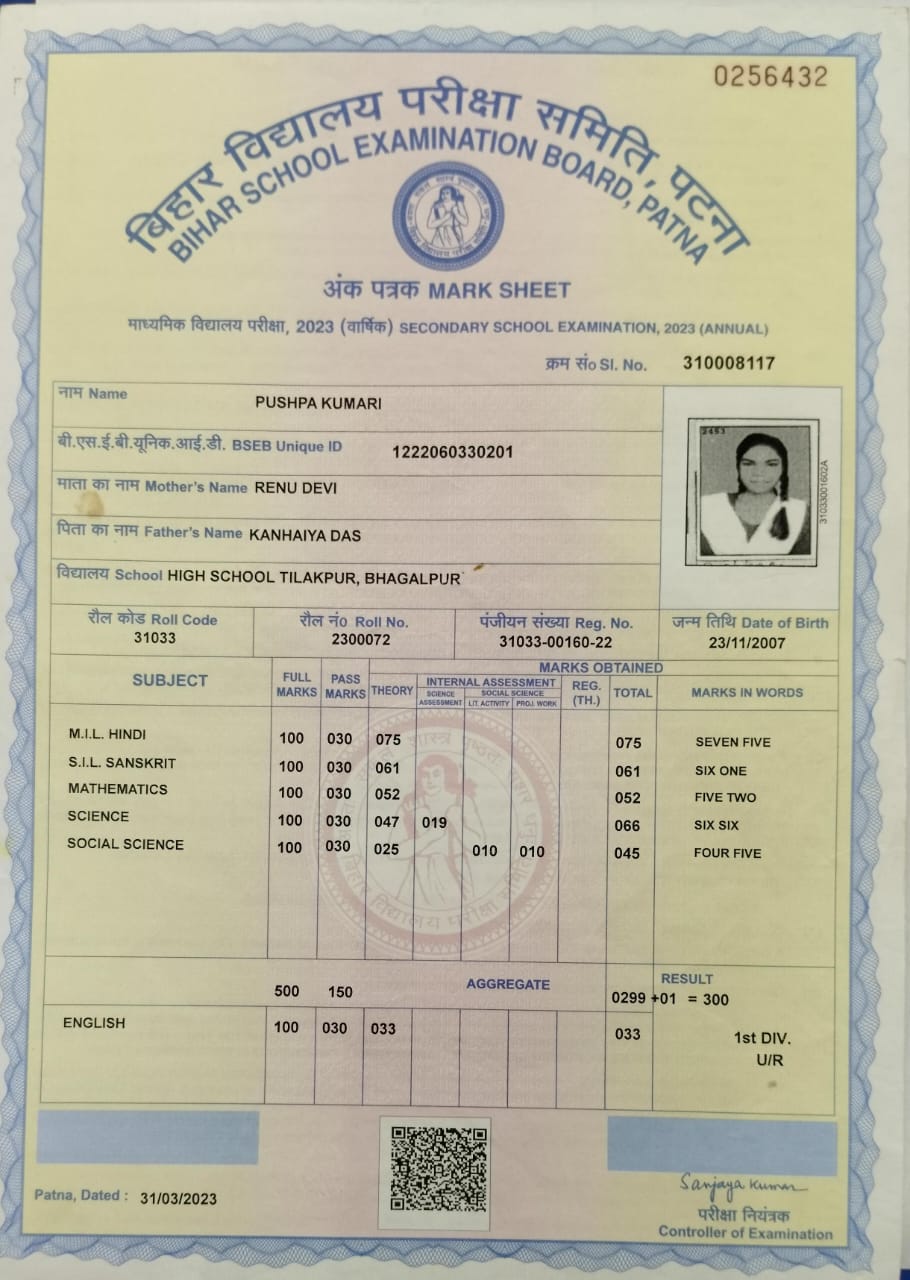 0256432
बिहार विद्यालय परीक्षा समिति, पटना
BIHAR SCHOOL EXAMINATION BOARD, PATNA
अंक पत्रक MARK SHEET
माध्यमिक विद्यालय परीक्षा, 2023 (वार्षिक) SECONDARY SCHOOL EXAMINATION, 2023 (ANNUAL)
क्रम सं० Sl. No. 310008117
नाम Name PUSHPA KUMARI
बी.एस.ई.बी.यूनिक.आई.डी. BSEB Unique ID 1222060330201
माता का नाम Mother's Name RENU DEVI
पिता का नाम Father's Name KANHAIYA DAS
विद्यालय School HIGH SCHOOL TILAKPUR, BHAGALPUR
2453
31033001602A
रौल कोड Roll Code रौल नं0 Roll No. पंजीयन संख्या Reg. No. जन्म तिथि Date of Birth
31033 2300072 31033-00160-22 23/11/2007
SUBJECT FULL MARKS PASS MARKS MARKS OBTAINED
THEORY INTERNAL ASSESSMENT REG. (TH.) TOTAL MARKS IN WORDS
SCIENCE ASSESSMENT SOCIAL SCIENCE
LIT. ACTIVITY PROJ. WORK
M.I.L. HINDI 100 030 075 075 SEVEN FIVE
S.I.L. SANSKRIT 100 030 061 061 SIX ONE
MATHEMATICS 100 030 052 052 FIVE TWO
SCIENCE 100 030 047 019 066 SIX SIX
SOCIAL SCIENCE 100 030 025 010 010 045 FOUR FIVE
500 150 AGGREGATE 0299 +01 = 300
RESULT
ENGLISH 100 030 033 033
1st DIV.
U/R
Patna, Dated : 31/03/2023
Sanjaya Kumar
परीक्षा नियंत्रक
Controller of Examination